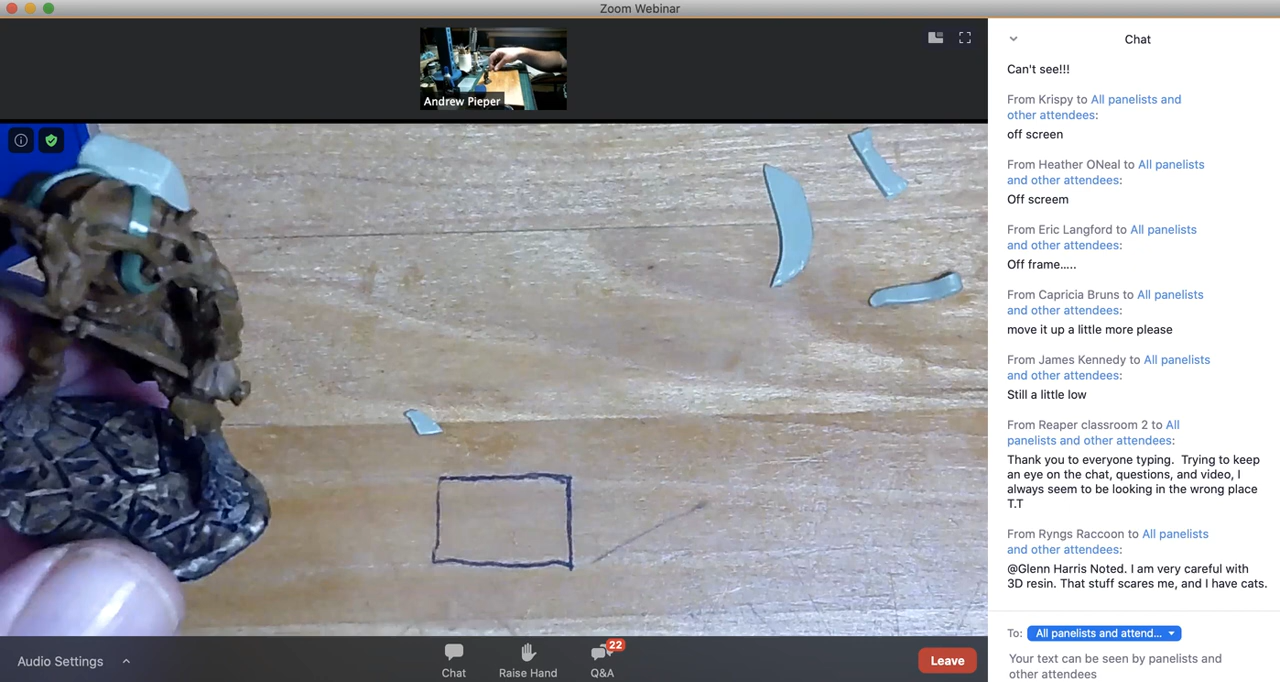 Zoom Webinar
Andrew Pieper
Chat
Can't see!!!
From Krispy to All panelists and
other attendees:
off screen
From Heather ONeal to All panelists
and other attendees:
Off screem
From Eric Langford to All panelists
and other attendees:
Off frame.....
From Capricia Bruns to All panelists
and other attendees:
move it up a little more please
From James Kennedy to All panelists
and other attendees:
Still a little low
From Reaper classroom 2 to All
panelists and other attendees:
Thank you to everyone typing.  Trying to keep
an eye on the chat, questions, and video, I
always seem to be looking in the wrong place
T.T
From Ryngs Raccoon to All panelists
and other attendees:
@Glenn Harris Noted. I am very careful with
3D resin. That stuff scares me, and I have cats.
To: All panelists and attend...
Your text can be seen by panelists and
other attendees
Audio Settings
Chat
Raise Hand
22
Q&A
Leave